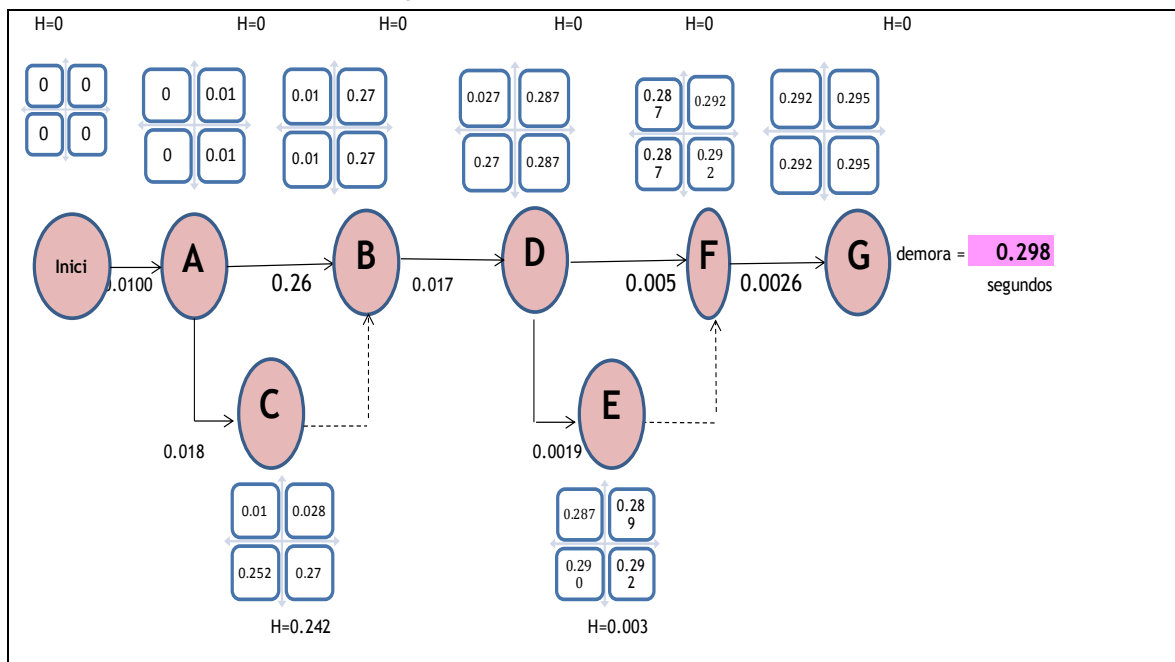 H=0 H=0 H=0 H=0 H=0 H=0
0 0
0 0
0 0.01
0 0.01
0.01 0.27
0.01 0.27
0.027 0.287
0.27 0.287
0.28
7
0.292
0.28
7
0.29
2
0.292 0.295
0.292 0.295
Inici
A
B
D
F
G
demora = 0.298
segundos
0.0100
0.26
0.017
0.005
0.0026
C
E
0.018
0.0019
0.01 0.028
0.252 0.27
0.287
0.28
9
0.29
0
0.29
2
H=0.242
H=0.003